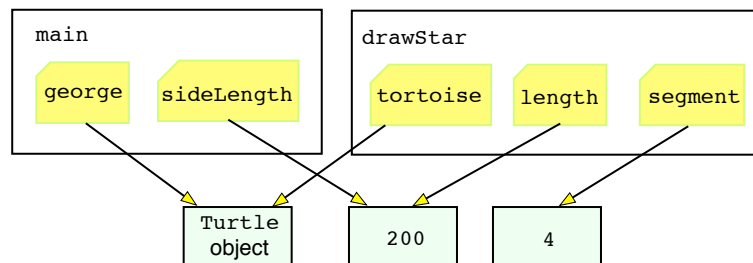 main
drawStar
george
sideLength
tortoise
length
segment
Turtle
object
200
4